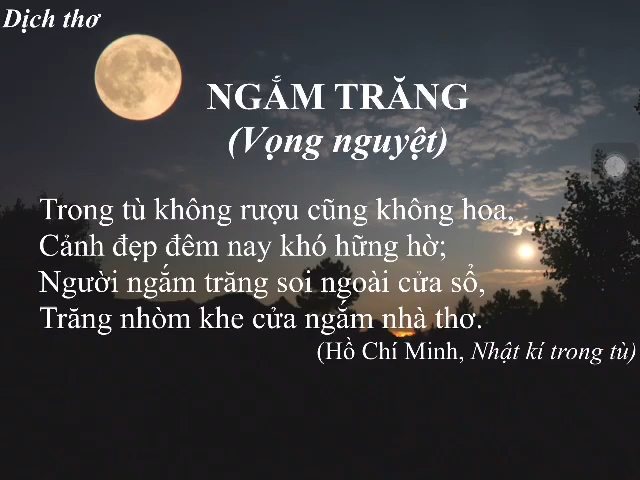 Dịch thơ
NGẮM TRĂNG
(Vọng nguyệt)
Trong tù không rượu cũng không hoa,
Cảnh đẹp đêm nay khó hững hờ;
Người ngắm trăng soi ngoài cửa sổ,
Trăng nhòm khe cửa ngắm nhà thơ.
(Hồ Chí Minh, Nhật kí trong tù)